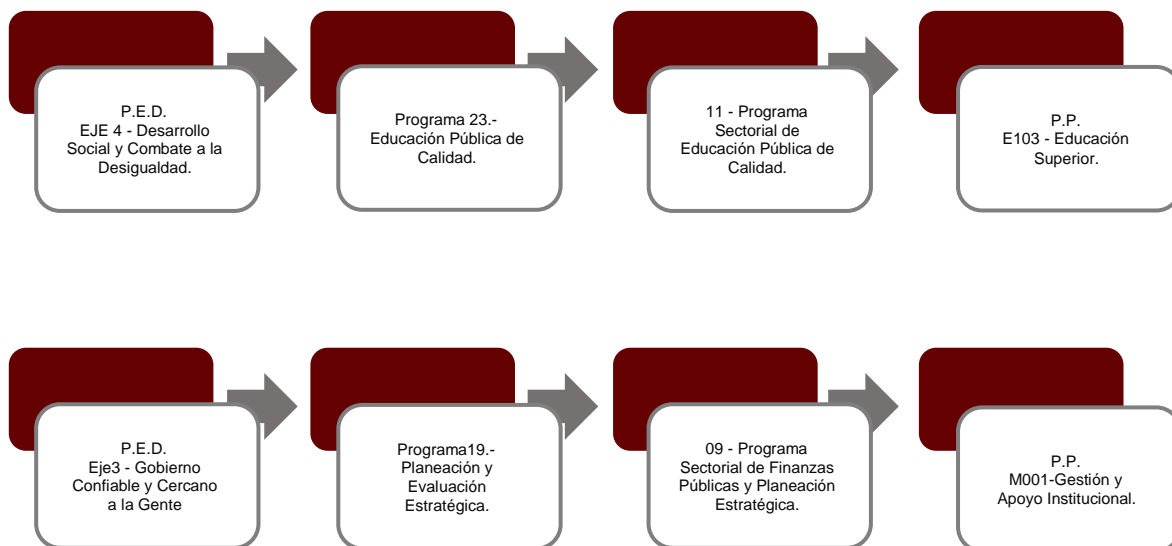 P.E.D.
EJE 4 - Desarrollo
Social y Combate a la
Desigualdad.
Programa 23.-
Educación Pública de
Calidad.
11 - Programa
Sectorial de
Educación Pública de
Calidad.
P.P.
E103 - Educación
Superior.
P.E.D.
Eje3 - Gobierno
Confiable y Cercano
a la Gente
Programa19.-
Planeación y
Evaluación
Estratégica.
09 - Programa
Sectorial de Finanzas
Públicas y Planeación
Estratégica.
P.P.
M001-Gestión y
Apoyo Institucional.